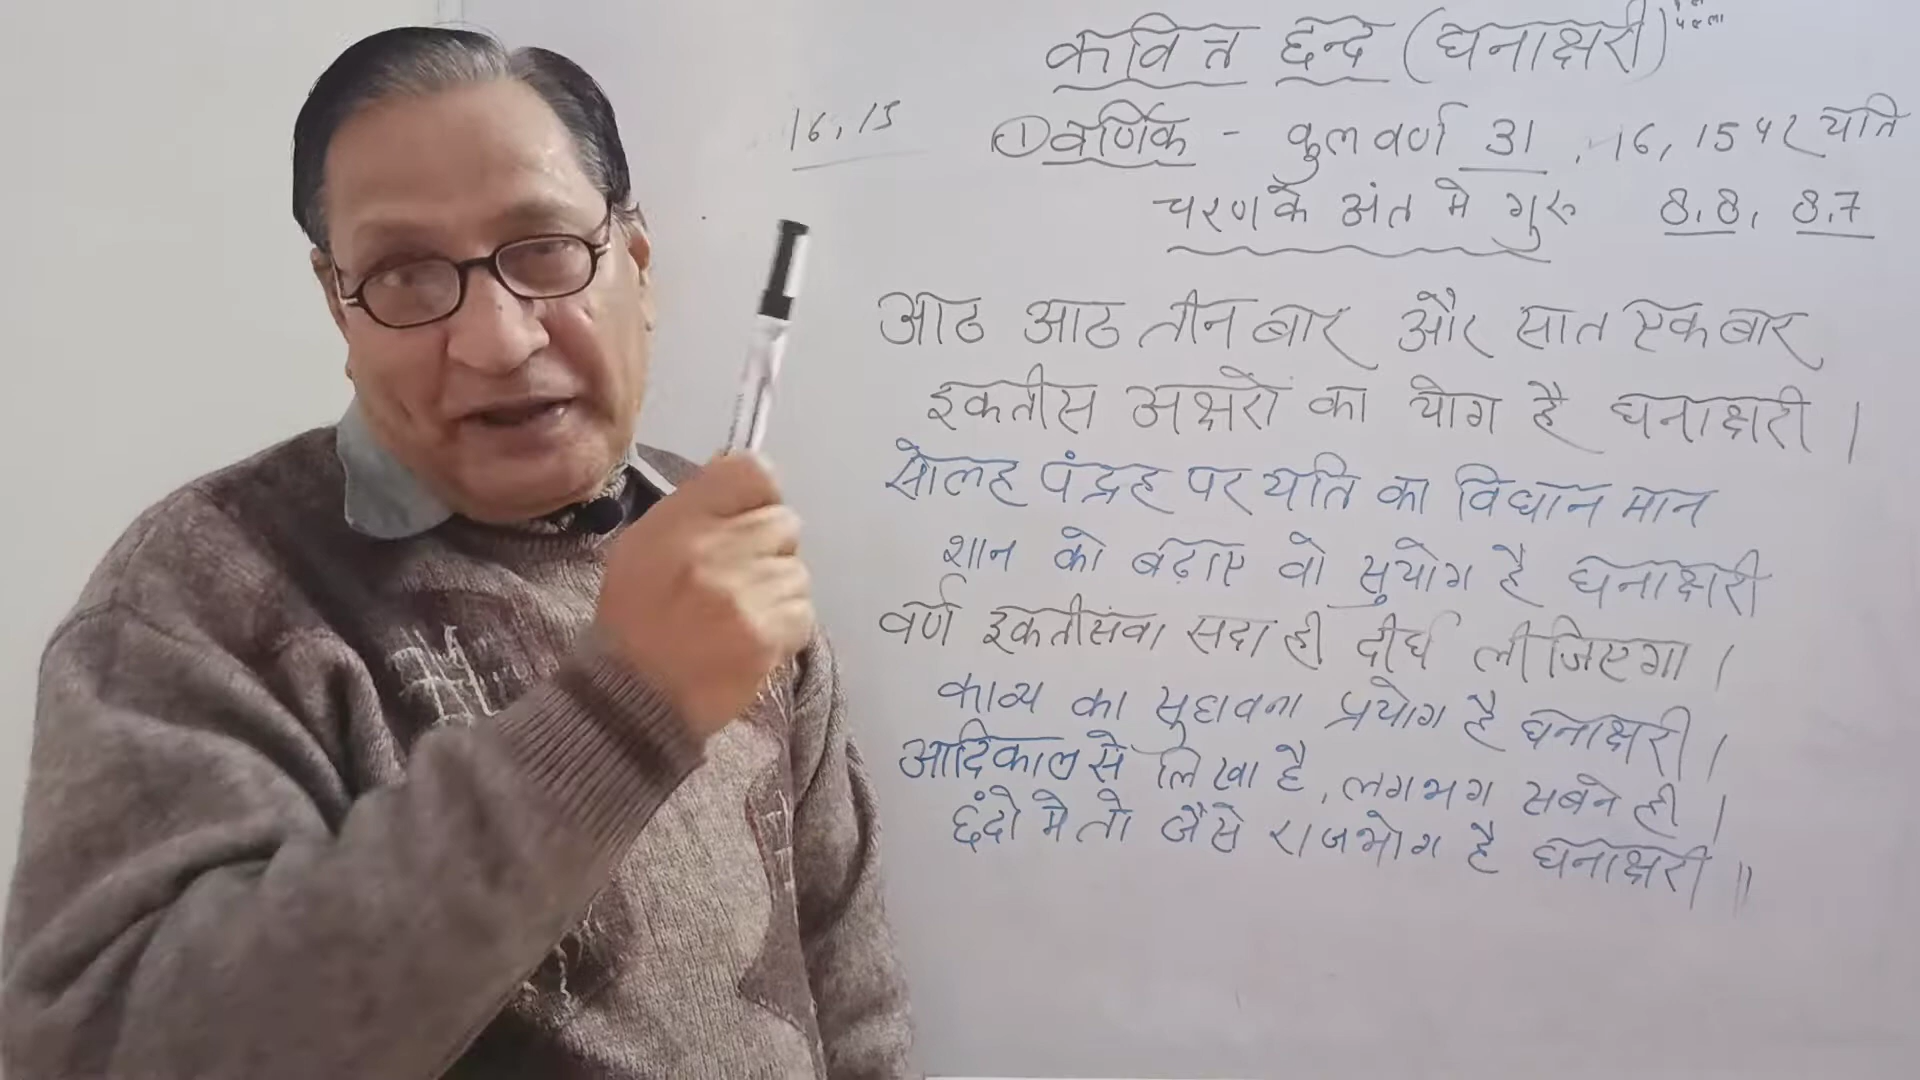 कवित्त छन्द (घनाक्षरी)
16, 15
① वर्णिक - कुल वर्ण 31, 16, 15 पर यति
चरण के अंत मे गुरू 8, 8, 8, 7
आठ आठ तीन बार और सात एक बार
इकतीस अक्षरों का योग है घनाक्षरी |
सोलह पंद्रह पर यति का विधान मान
शान को बढ़ाए वो सुयोग है घनाक्षरी
वर्ण इकतीसवा सदा ही दीर्घ लीजिएगा |
काव्य का सुहावना प्रयोग है घनाक्षरी |
आदिकाल से लिखा है, लगभग सबने ही |
छंदो मे तो जैसे राजभोग है घनाक्षरी ||